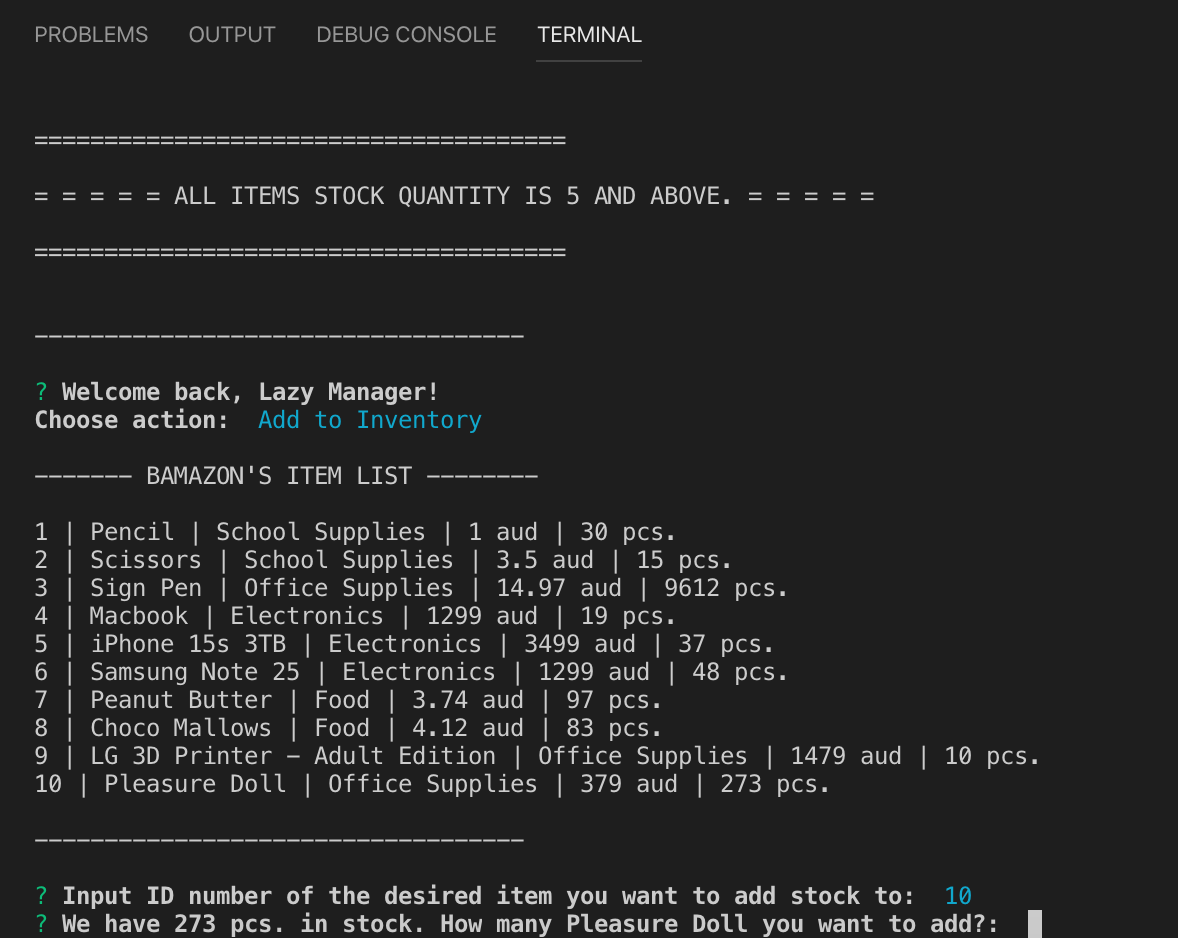 PROBLEMS OUTPUT DEBUG CONSOLE TERMINAL
======================================
= = = = = ALL ITEMS STOCK QUANTITY IS 5 AND ABOVE. = = = = =
======================================
-----------------------------------
? Welcome back, Lazy Manager!
Choose action:  Add to Inventory
------- BAMAZON'S ITEM LIST --------
1 | Pencil | School Supplies | 1 aud | 30 pcs.
2 | Scissors | School Supplies | 3.5 aud | 15 pcs.
3 | Sign Pen | Office Supplies | 14.97 aud | 9612 pcs.
4 | Macbook | Electronics | 1299 aud | 19 pcs.
5 | iPhone 15s 3TB | Electronics | 3499 aud | 37 pcs.
6 | Samsung Note 25 | Electronics | 1299 aud | 48 pcs.
7 | Peanut Butter | Food | 3.74 aud | 97 pcs.
8 | Choco Mallows | Food | 4.12 aud | 83 pcs.
9 | LG 3D Printer - Adult Edition | Office Supplies | 1479 aud | 10 pcs.
10 | Pleasure Doll | Office Supplies | 379 aud | 273 pcs.
-----------------------------------
? Input ID number of the desired item you want to add stock to:  10
? We have 273 pcs. in stock. How many Pleasure Doll you want to add?: